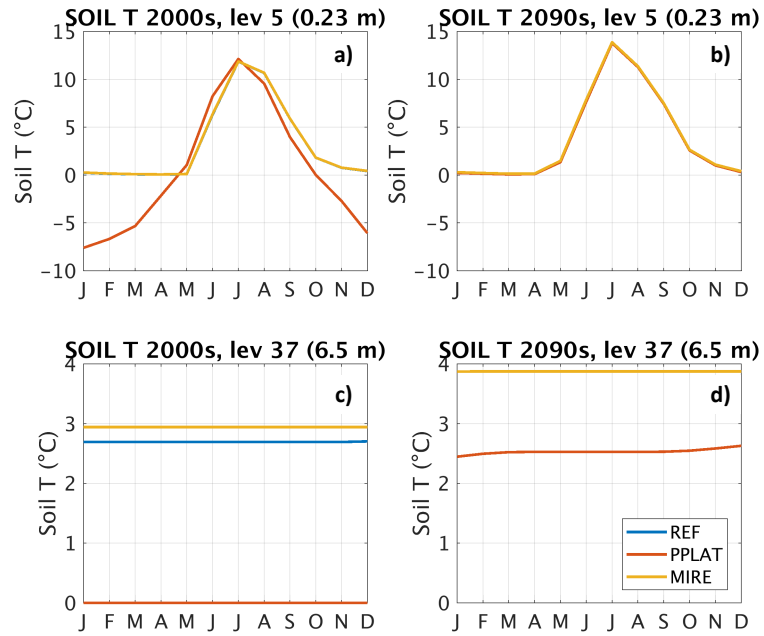 SOIL T 2000s, lev 5 (0.23 m)
15
10
5
0
−5
−10
Soil T (°C)
a)
J F M A M J J A S O N D
SOIL T 2090s, lev 5 (0.23 m)
15
10
5
0
−5
−10
Soil T (°C)
b)
J F M A M J J A S O N D
SOIL T 2000s, lev 37 (6.5 m)
4
3
2
1
0
Soil T (°C)
c)
J F M A M J J A S O N D
SOIL T 2090s, lev 37 (6.5 m)
4
3
2
1
0
Soil T (°C)
d)
REF
PPLAT
MIRE
J F M A M J J A S O N D